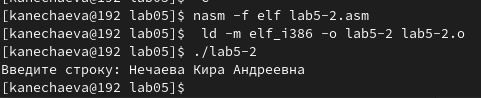 [kanechaeva@192 lab05]$ nasm -f elf lab5-2.asm
[kanechaeva@192 lab05]$  ld -m elf_i386 -o lab5-2 lab5-2.o
[kanechaeva@192 lab05]$ ./lab5-2
Введите строку: Нечаева Кира Андреевна
[kanechaeva@192 lab05]$